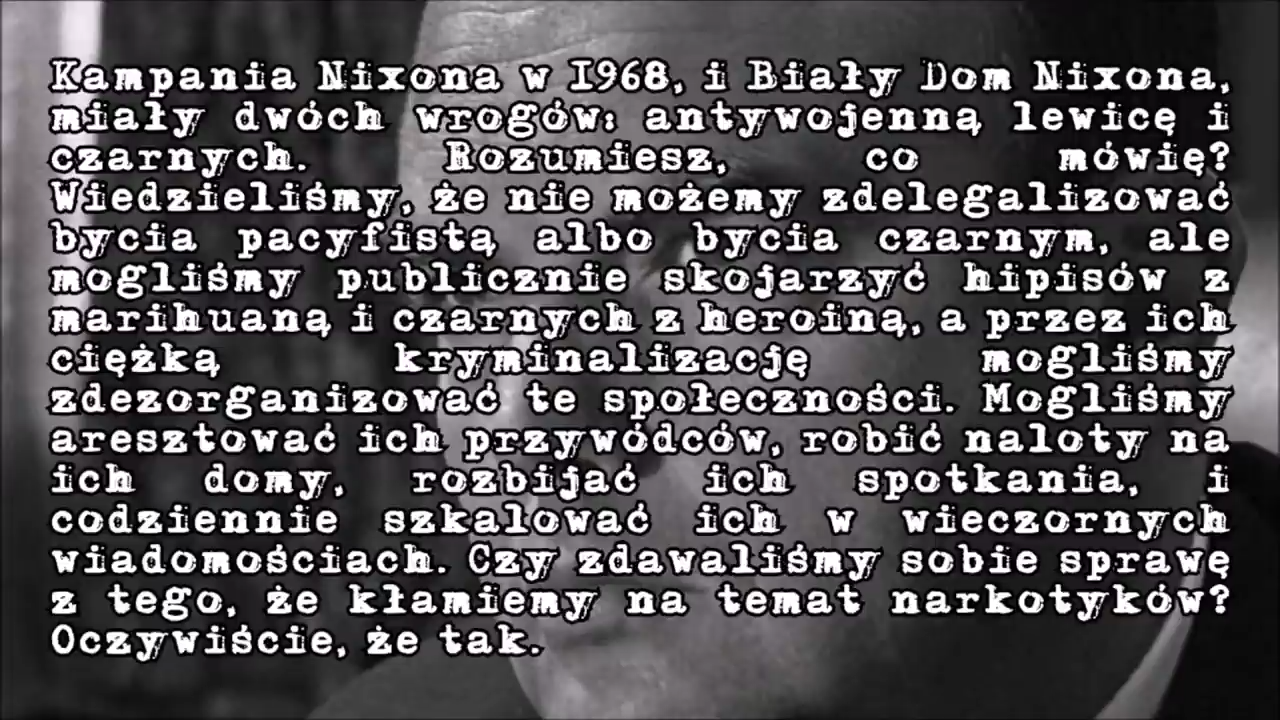 Kampania Nixona w 1968, i Biały Dom Nixona,
miały dwóch wrogów: antywojenną lewicę i
czarnych. Rozumiesz, co mówię?
Wiedzieliśmy, że nie możemy zdelegalizować
bycia pacyfistą albo bycia czarnym, ale
mogliśmy publicznie skojarzyć hipisów z
marihuaną i czarnych z heroiną, a przez ich
ciężką kryminalizację mogliśmy
zdezorganizować te społeczności. Mogliśmy
aresztować ich przywódców, robić naloty na
ich domy, rozbijać ich spotkania, i
codziennie szkalować ich w wieczornych
wiadomościach. Czy zdawaliśmy sobie sprawę
z tego, że kłamiemy na temat narkotyków?
Oczywiście, że tak.